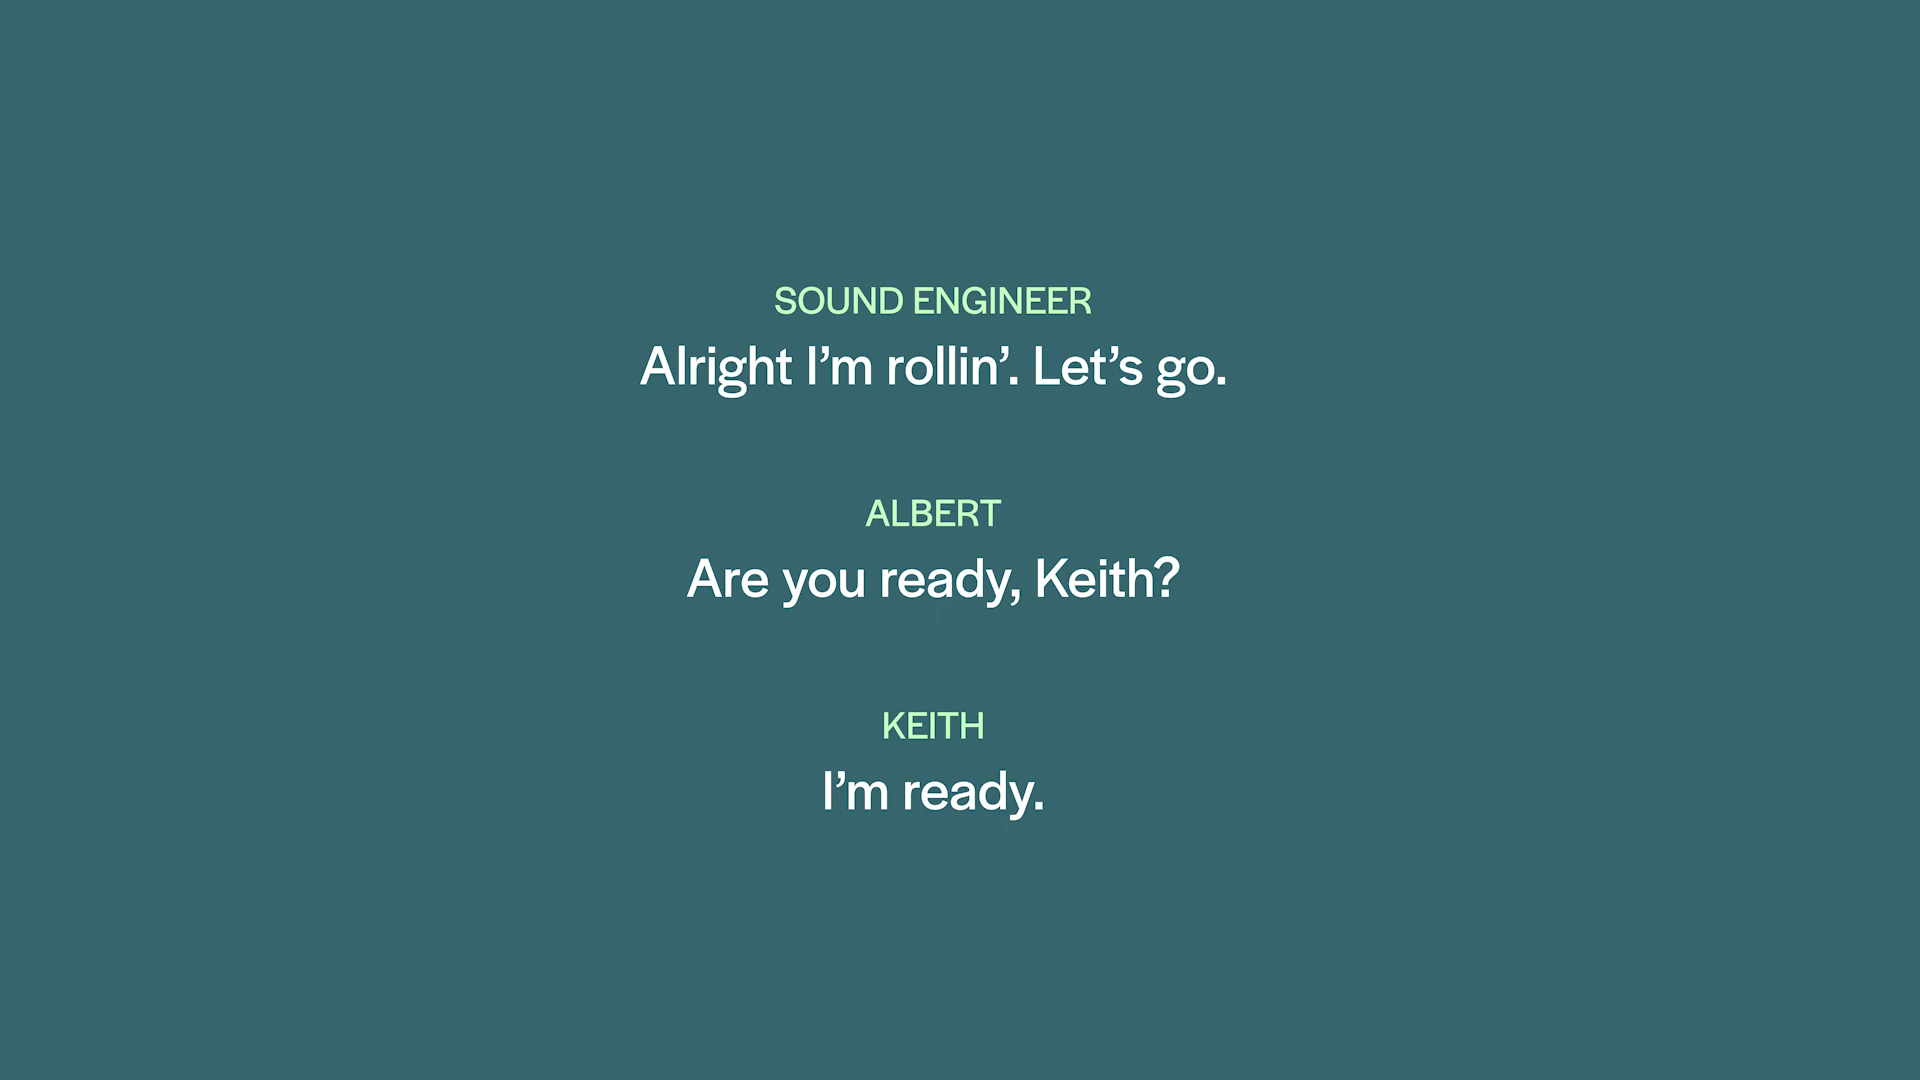 SOUND ENGINEER
Alright I’m rollin’. Let’s go.
ALBERT
Are you ready, Keith?
KEITH
I’m ready.